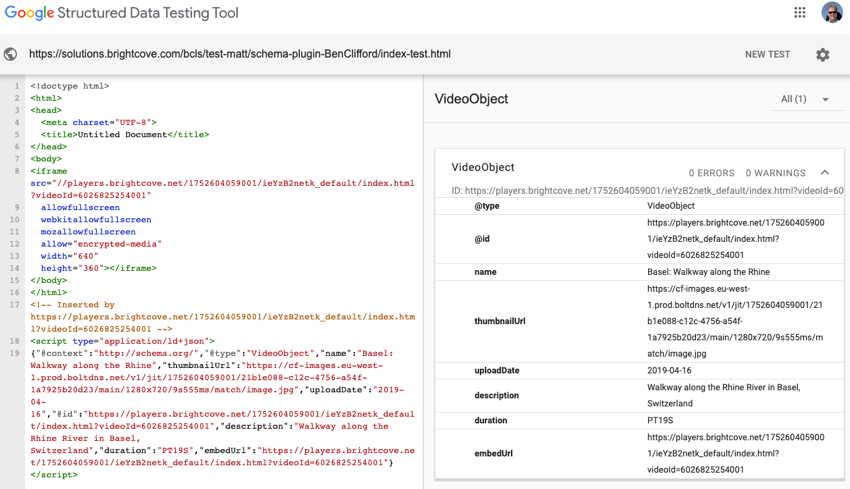 Google Structured Data Testing Tool
https://solutions.brightcove.com/bcls/test-matt/schema-plugin-BenClifford/index-test.html
NEW TEST
1 <!doctype html>
2 <html>
3 <head>
4 <meta charset="UTF-8">
5 <title>Untitled Document</title>
6 </head>
7 <body>
8 <iframe
src="//players.brightcove.net/1752604059001/ieYzB2netk_default/index.html
?videoId=6026825254001"
9 allowfullscreen
10 webkitallowfullscreen
11 mozallowfullscreen
12 allow="encrypted-media"
13 width="640"
14 height="360"></iframe>
15 </body>
16 </html>
17 <!-- Inserted by
https://players.brightcove.net/1752604059001/ieYzB2netk_default/index.htm
l?videoId=6026825254001 -->
18 <script type="application/ld+json">
19 {"@context":"http://schema.org/","@type":"VideoObject","name":"Basel:
Walkway along the Rhine","thumbnailUrl":"https://cf-images.eu-west-
1.prod.boltdns.net/v1/jit/1752604059001/21b1e088-c12c-4756-a54f-
1a7925b20d23/main/1280x720/9s555ms/match/image.jpg","uploadDate":"2019-
04-
16","@id":"https://players.brightcove.net/1752604059001/ieYzB2netk_defaul
t/index.html?videoId=6026825254001","description":"Walkway along the
Rhine River in Basel,
Switzerland","duration":"PT19S","embedUrl":"https://players.brightcove.ne
t/1752604059001/ieYzB2netk_default/index.html?videoId=6026825254001"}
</script>
VideoObject
All (1)
VideoObject
0 ERRORS 0 WARNINGS
ID: https://players.brightcove.net/1752604059001/ieYzB2netk_default/index.html?videoId=60
@type VideoObject
@id https://players.brightcove.net/175260405900
1/ieYzB2netk_default/index.html?
videoId=6026825254001
name Basel: Walkway along the Rhine
thumbnailUrl https://cf-images.eu-west-
1.prod.boltdns.net/v1/jit/1752604059001/21
b1e088-c12c-4756-a54f-
1a7925b20d23/main/1280x720/9s555ms/m
atch/image.jpg
uploadDate 2019-04-16
description Walkway along the Rhine River in Basel,
Switzerland
duration PT19S
embedUrl https://players.brightcove.net/175260405900
1/ieYzB2netk_default/index.html?
videoId=6026825254001